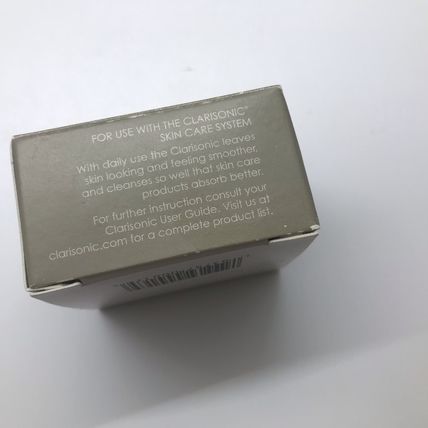 FOR USE WITH THE CLARISONIC™
SKIN CARE SYSTEM
With daily use the Clarisonic leaves
skin looking and feeling smoother,
and cleanses so well that skin care
products absorb better.
For further instruction consult your
Clarisonic User Guide. Visit us at
clarisonic.com for a complete product list.